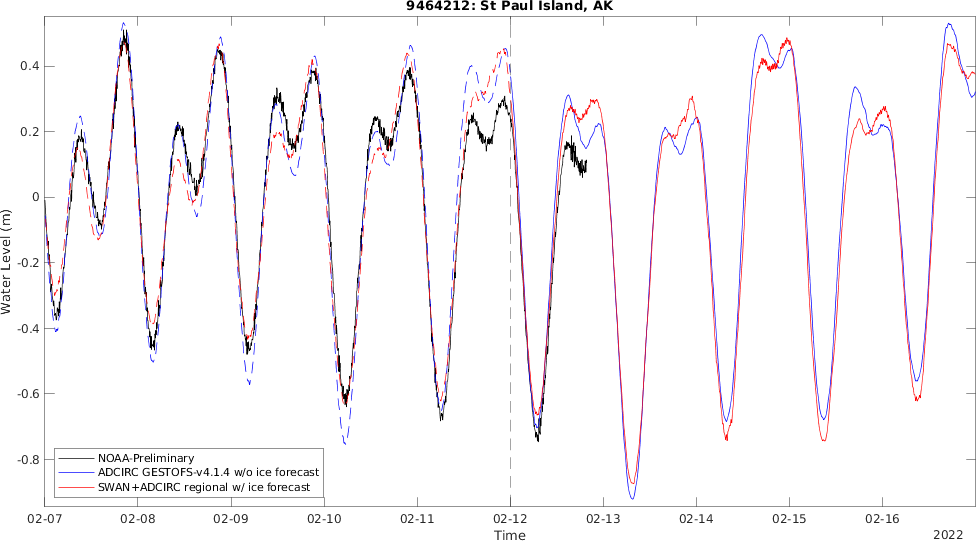 9464212: St Paul Island, AK
0.4
0.2
0
-0.2
-0.4
-0.6
-0.8
Water Level (m)
NOAA-Preliminary
ADCIRC GESTOFS-v4.1.4 w/o ice forecast
SWAN+ADCIRC regional w/ ice forecast
02-07 02-08 02-09 02-10 02-11 02-12 02-13 02-14 02-15 02-16
Time
2022